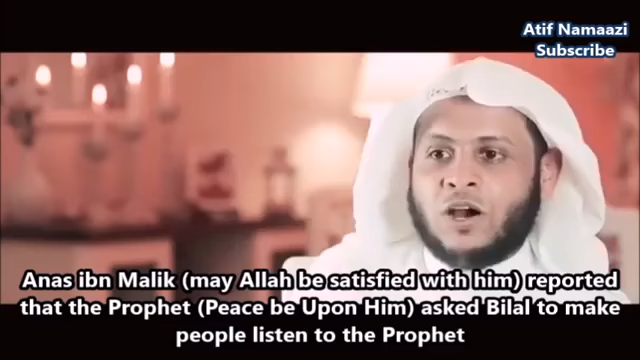 Atif Namaazi
Subscribe
Anas ibn Malik (may Allah be satisfied with him) reported
that the Prophet (Peace be Upon Him) asked Bilal to make
people listen to the Prophet